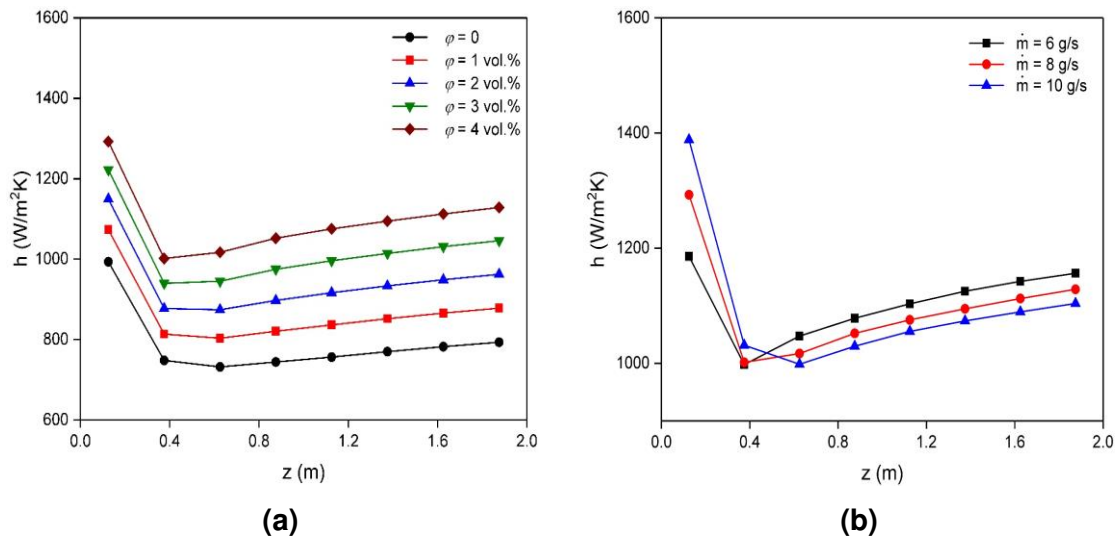 1600
1400
1200
1000
800
600
h (W/m²K)
φ = 0
φ = 1 vol.%
φ = 2 vol.%
φ = 3 vol.%
φ = 4 vol.%
0.0 0.4 0.8 1.2 1.6 2.0
z (m)
(a)
1600
1400
1200
1000
h (W/m²K)
ṁ = 6 g/s
ṁ = 8 g/s
ṁ = 10 g/s
0.0 0.4 0.8 1.2 1.6 2.0
z (m)
(b)